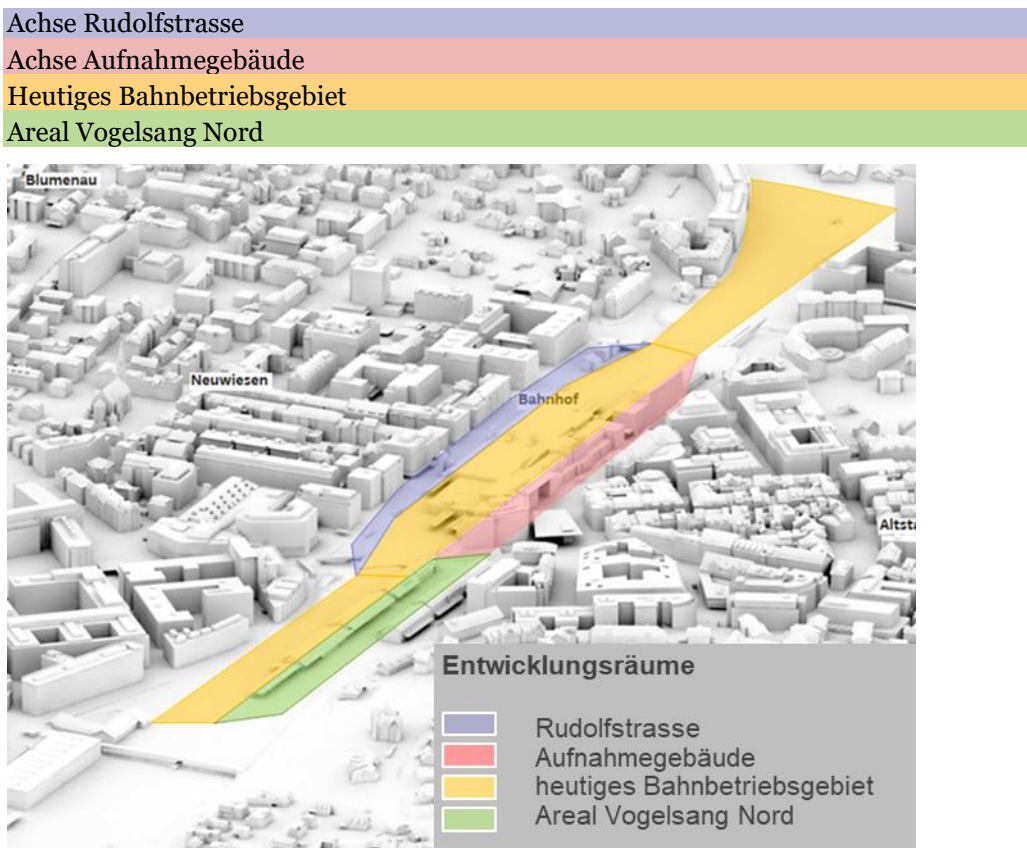 Achse Rudolfstrasse
Achse Aufnahmegebäude
Heutiges Bahnbetriebsgebiet
Areal Vogelsang Nord
Blumenau
Neuwiesen
Bahnhof
Altsta
Entwicklungsräume
Rudolfstrasse
Aufnahmegebäude
heutiges Bahnbetriebsgebiet
Areal Vogelsang Nord